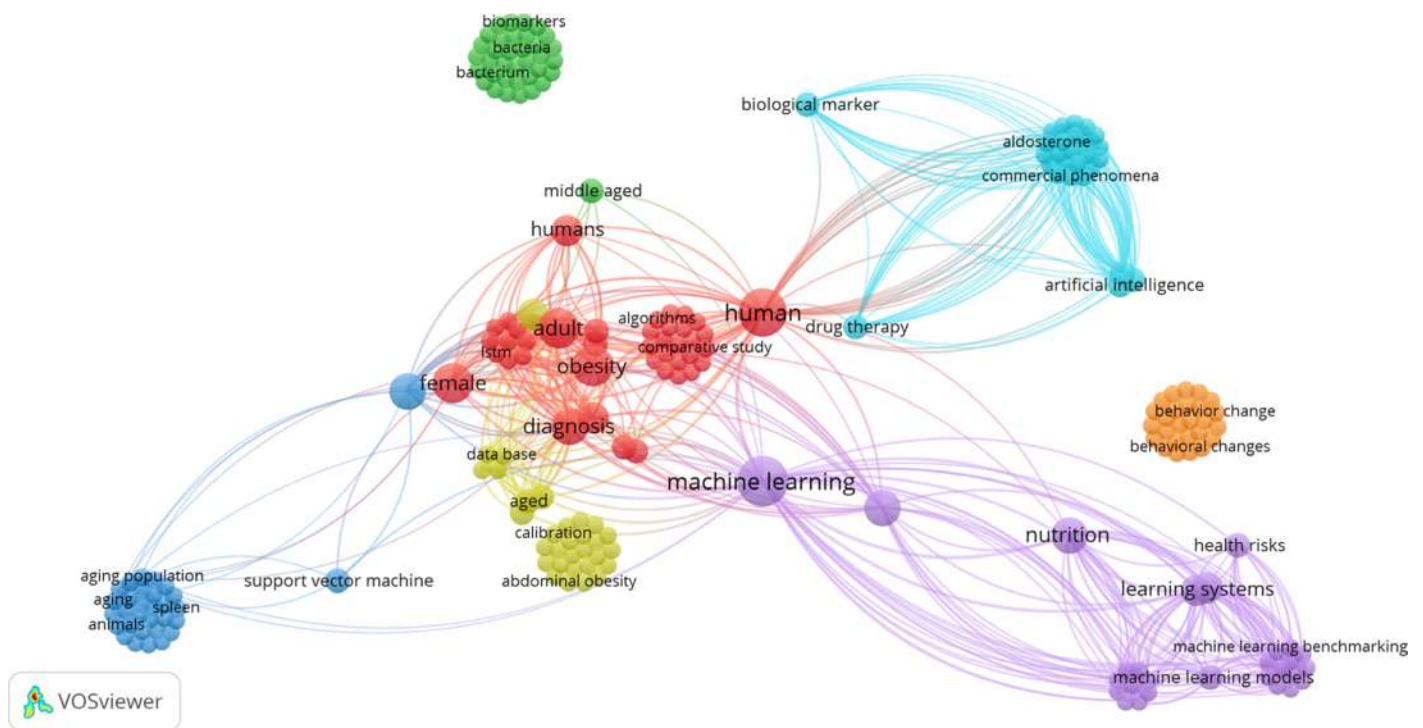 biomarkers
bacteria
bacterium
biological marker
aldosterone
commercial phenomena
middle aged
humans
artificial intelligence
human
drug therapy
algorithms
adult
lstm
comparative study
obesity
female
behavior change
diagnosis
behavioral changes
data base
machine learning
aged
calibration
nutrition
health risks
abdominal obesity
aging population
support vector machine
learning systems
aging
spleen
animals
machine learning benchmarking
machine learning models
VOSviewer